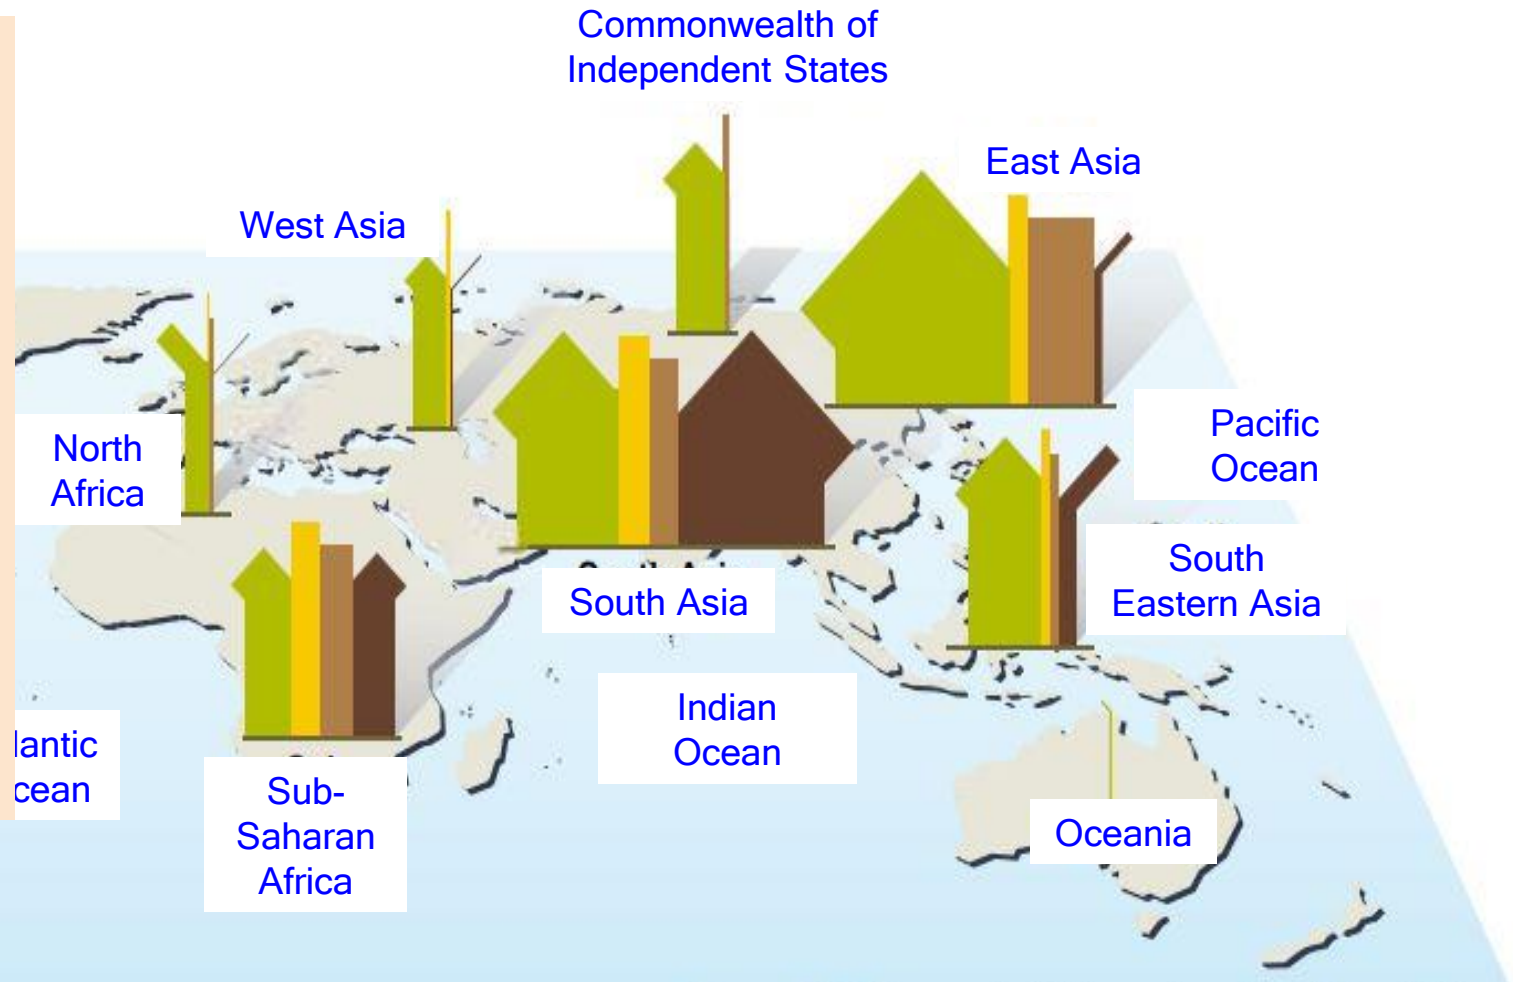 Commonwealth of
Independent States
East Asia
West Asia
North
Africa
Pacific
Ocean
South
Eastern Asia
South Asia
Indian
Ocean
lantic
cean
Sub-
Saharan
Africa
Oceania